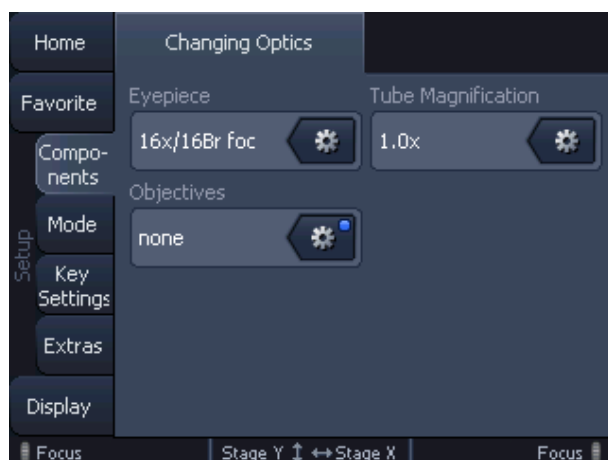 Home
Changing Optics
Favorite
Eyepiece
Tube Magnification
16x/16Br foc
1.0x
Compo-
nents
Objectives
none
Setup
Mode
Key
Settings
Extras
Display
Focus
Stage Y ↕ ↔ Stage X
Focus